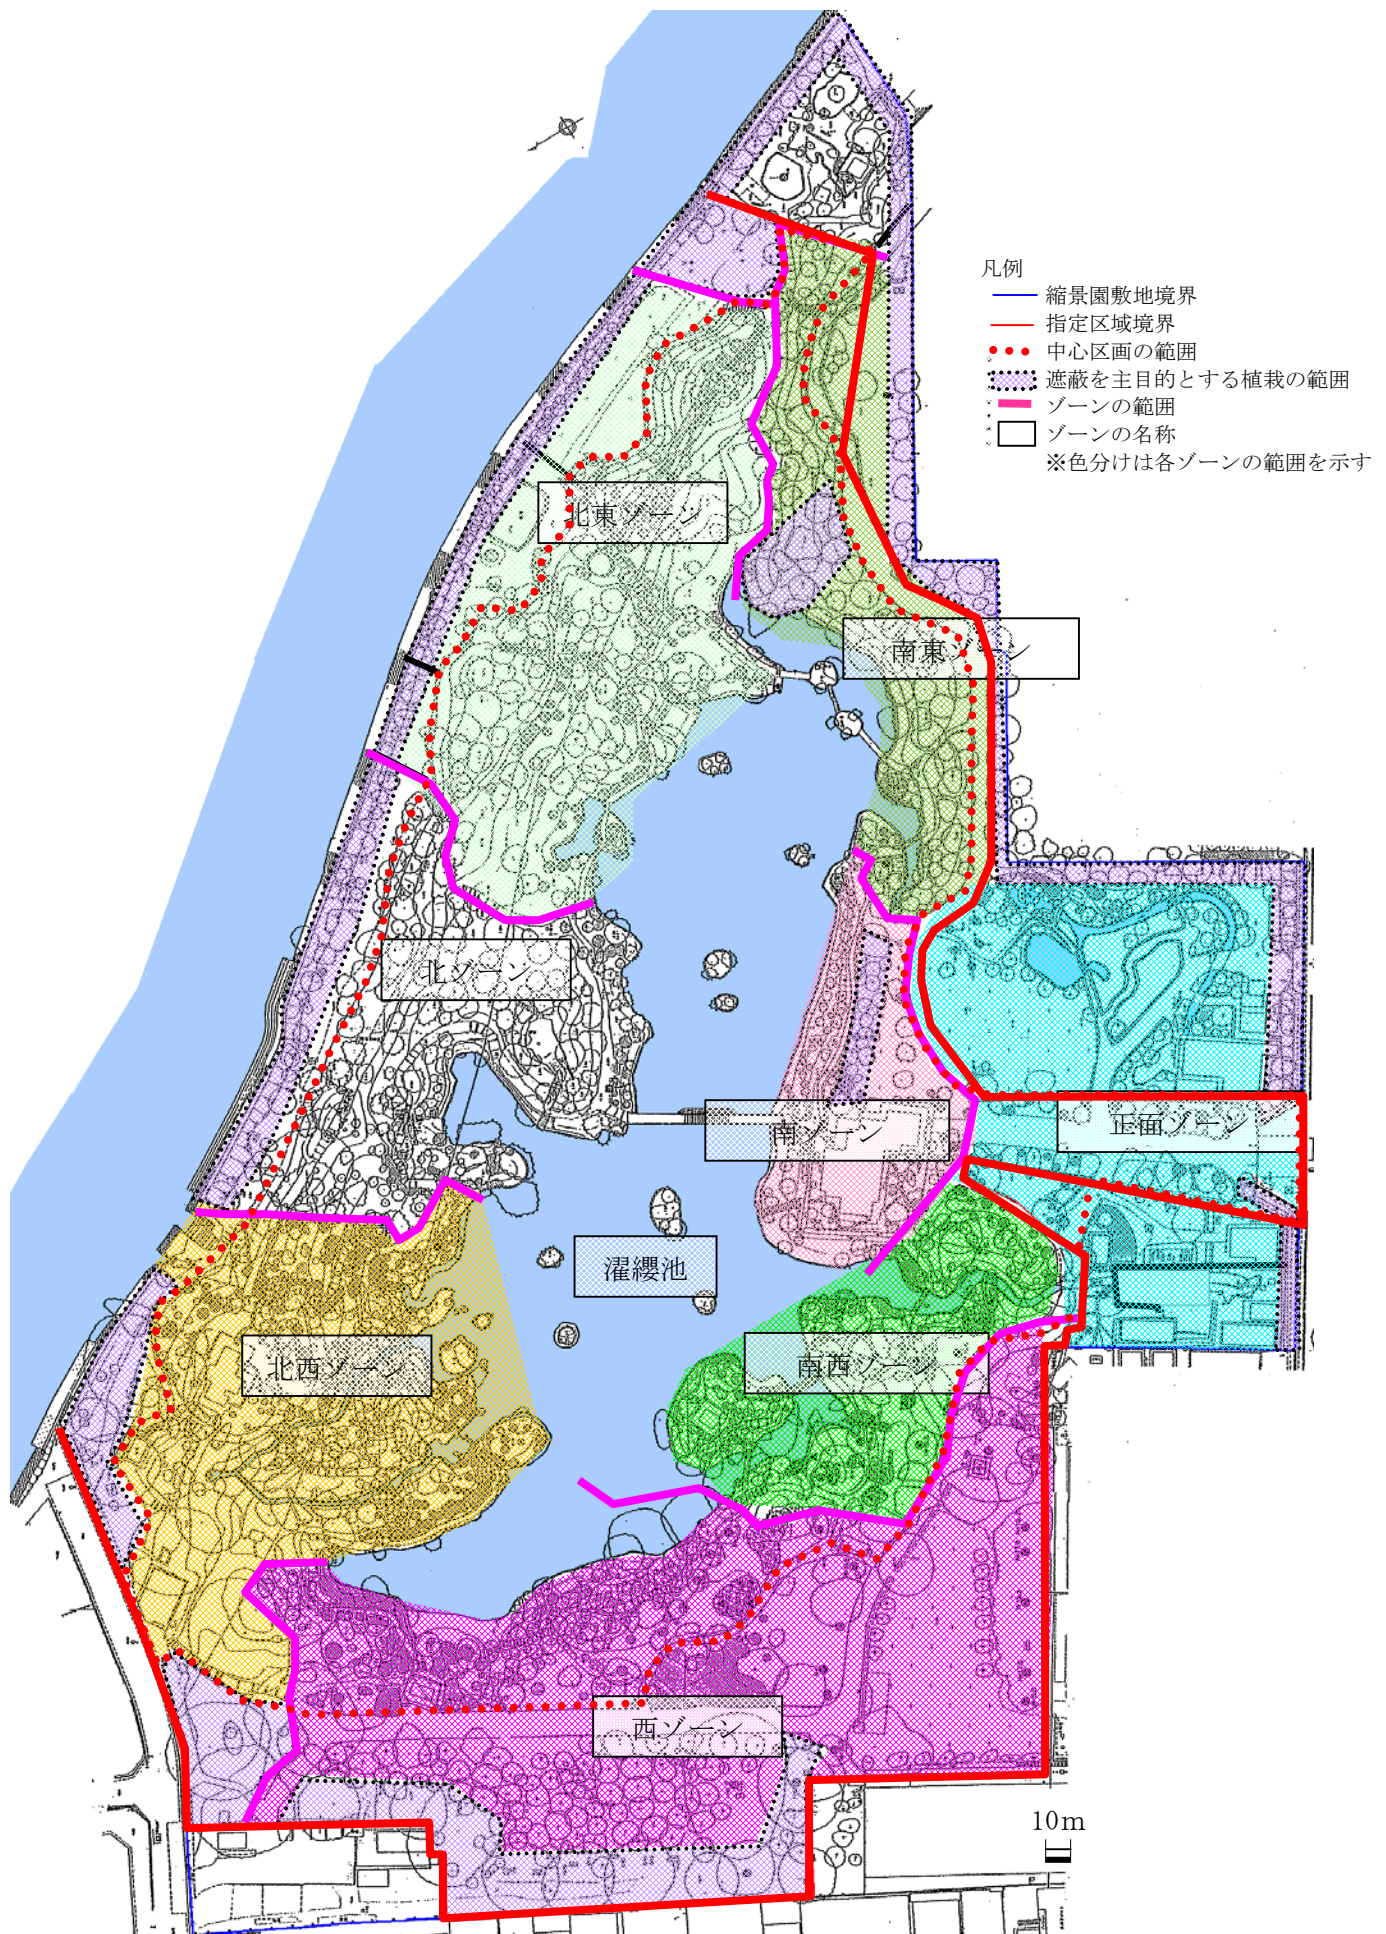 凡例
縮景園敷地境界
指定区域境界
中心区画の範囲
遮蔽を主目的とする植栽の範囲
ゾーンの範囲
ゾーンの名称
※色分けは各ゾーンの範囲を示す
北東ゾーン
南東ゾーン
北ゾーン
南ゾーン
正面ゾーン
濯纓池
北西ゾーン
南西ゾーン
西ゾーン
10m